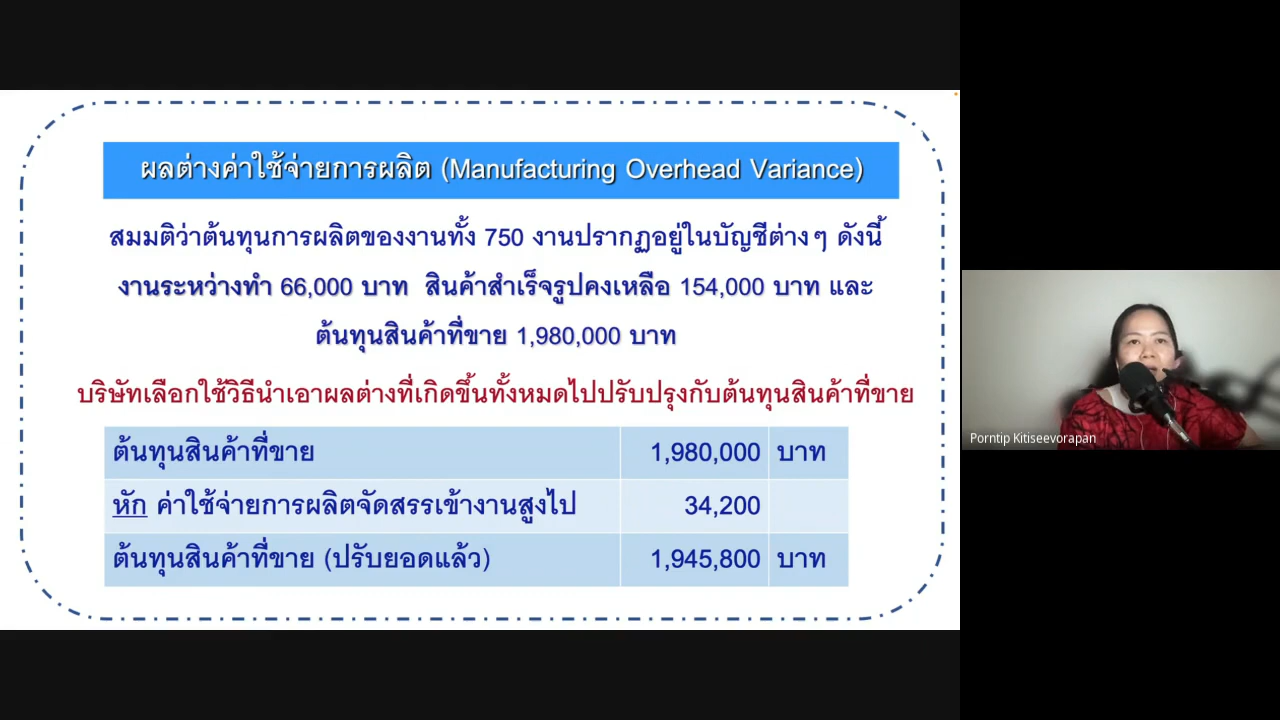 ผลต่างค่าใช้จ่ายการผลิต (Manufacturing Overhead Variance)
สมมติว่าต้นทุนการผลิตของงานทั้ง 750 งานปรากฏอยู่ในบัญชีต่างๆ ดังนี้
งานระหว่างทำ 66,000 บาท สินค้าสำเร็จรูปคงเหลือ 154,000 บาท และ
ต้นทุนสินค้าที่ขาย 1,980,000 บาท
บริษัทเลือกใช้วิธีนำเอาผลต่างที่เกิดขึ้นทั้งหมดไปปรับปรุงกับต้นทุนสินค้าที่ขาย
ต้นทุนสินค้าที่ขาย 1,980,000 บาท
หัก ค่าใช้จ่ายการผลิตจัดสรรเข้างานสูงไป 34,200
ต้นทุนสินค้าที่ขาย (ปรับยอดแล้ว) 1,945,800 บาท
Porntip Kitiseevorapan